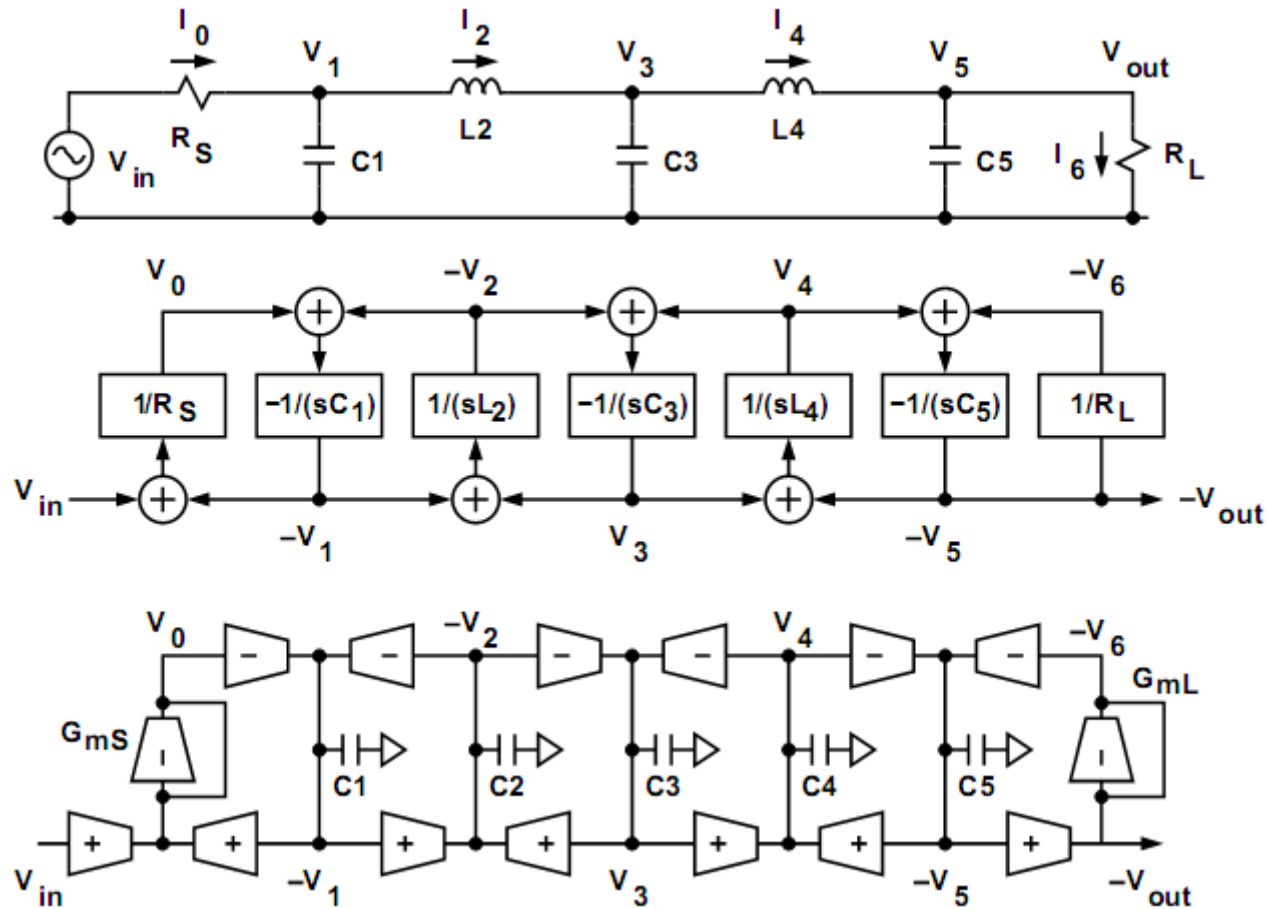 I0 I2 I4
V1 V3 V5 Vout
RS L2 L4
Vin C1 C3 C5 I6 RL
V0 –V2 V4 –V6
+ + +
1/RS –1/(sC1) 1/(sL2) –1/(sC3) 1/(sL4) –1/(sC5) 1/RL
Vin + + + –Vout
–V1 V3 –V5
V0 –V2 V4 –V6
– – – – – –
GmS – – GmL
C1 C2 C3 C4 C5
+ + + + + + +
Vin –V1 V3 –V5 –Vout